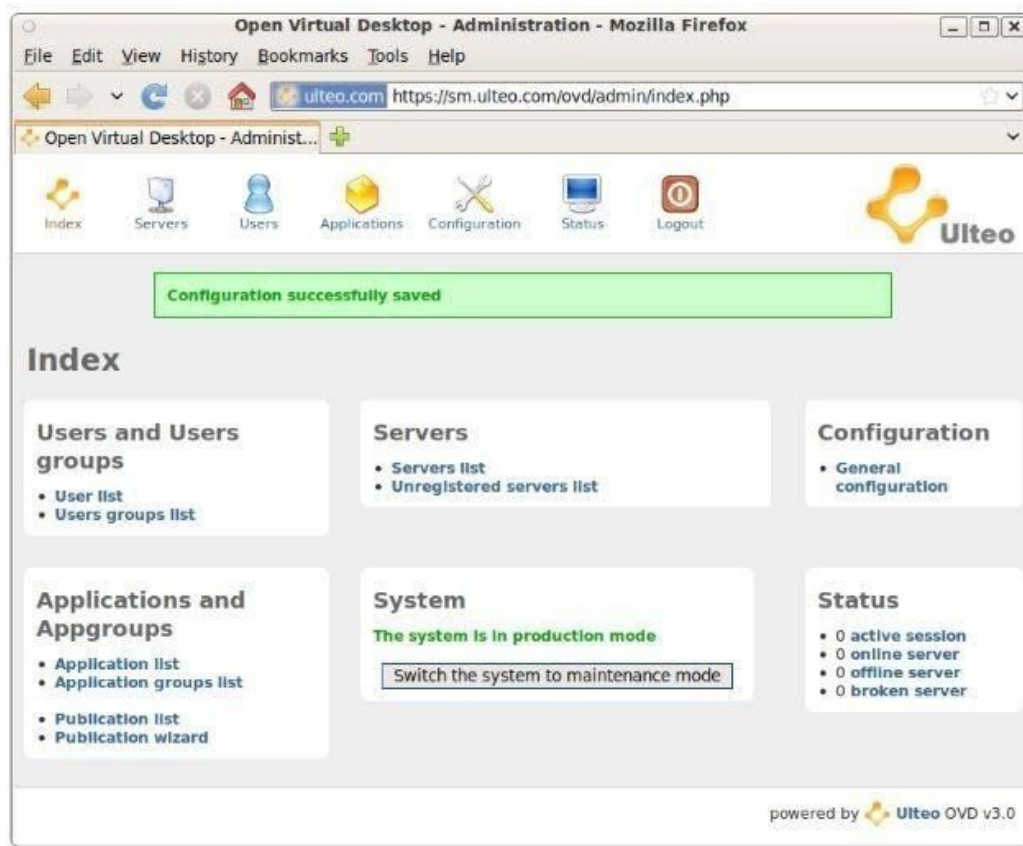 Open Virtual Desktop - Administration - Mozilla Firefox
File Edit View History Bookmarks Tools Help
ulteo.com https://sm.ulteo.com/ovd/admin/index.php
Open Virtual Desktop - Administ...
Index Servers Users Applications Configuration Status Logout
Ulteo
Configuration successfully saved
Index
Users and Users
groups
• User list
• Users groups list
Servers
• Servers list
• Unregistered servers list
Configuration
• General
configuration
Applications and
Appgroups
• Application list
• Application groups list
• Publication list
• Publication wizard
System
The system is in production mode
Switch the system to maintenance mode
Status
• 0 active session
• 0 online server
• 0 offline server
• 0 broken server
powered by Ulteo OVD v3.0